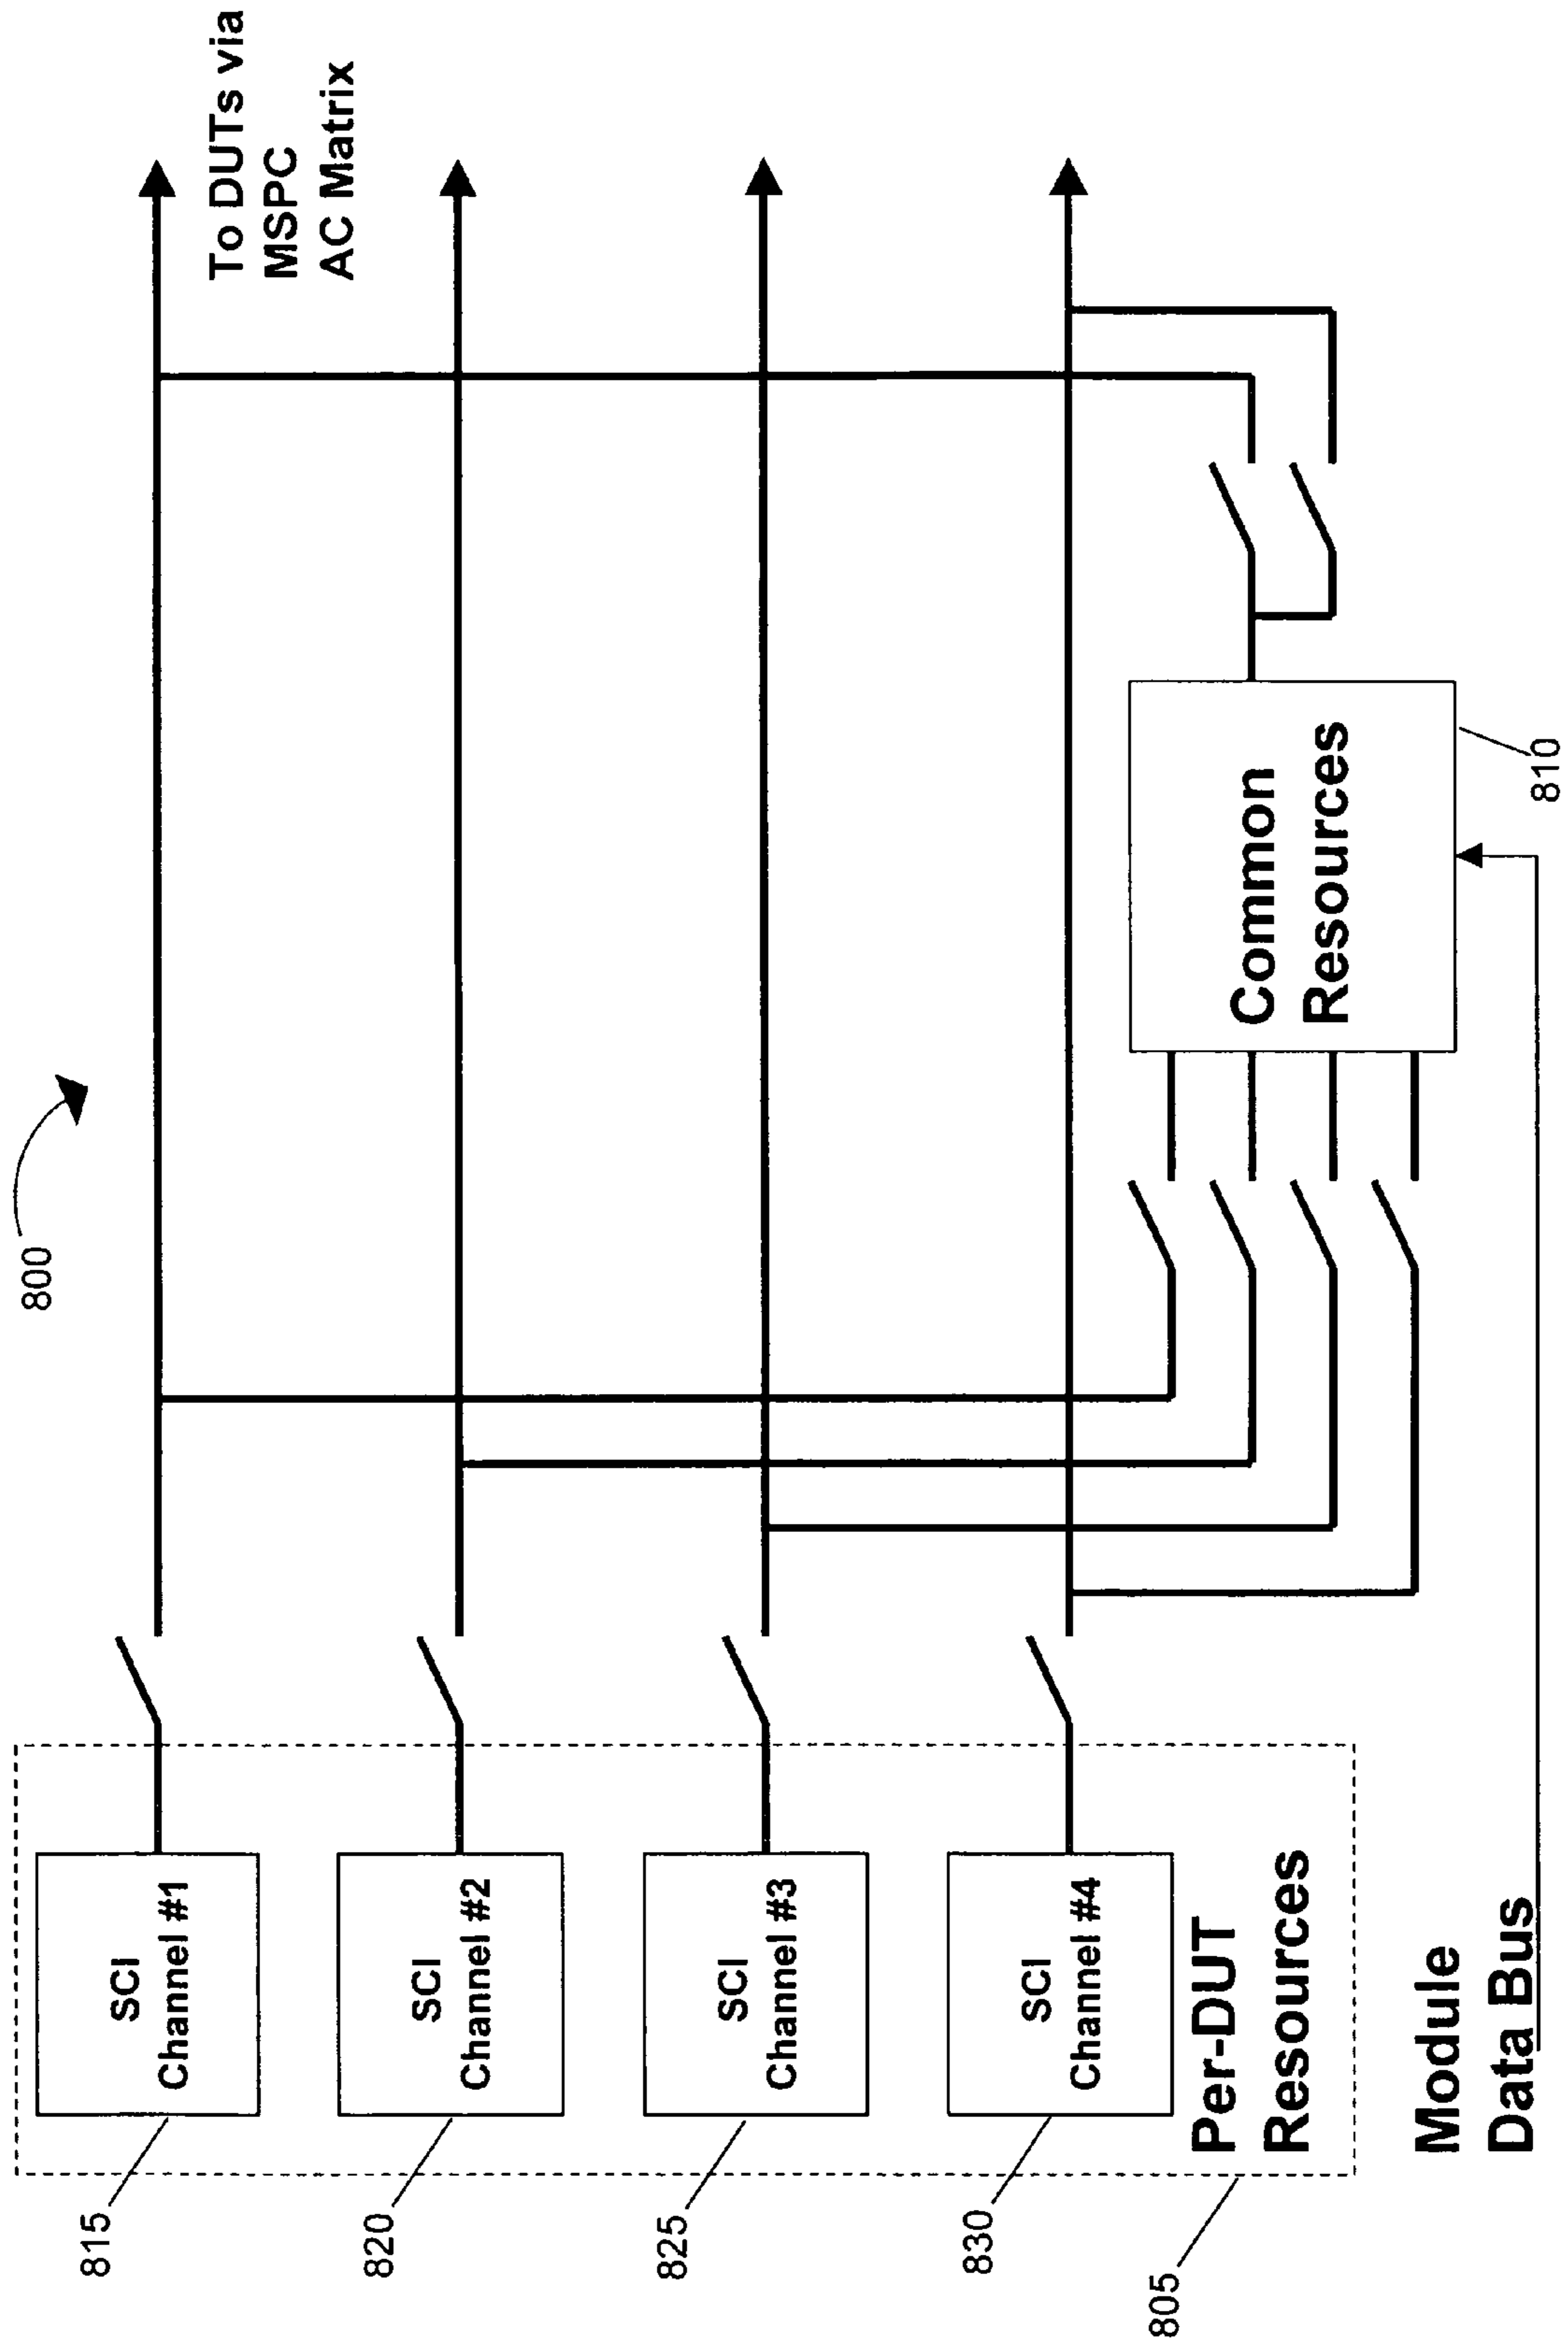 800
To DUTs via
MSPC
AC Matrix
815
SCI
Channel #1
820
SCI
Channel #2
825
SCI
Channel #3
830
SCI
Channel #4
805
Per-DUT
Resources
Common
Resources
810
Module
Data Bus